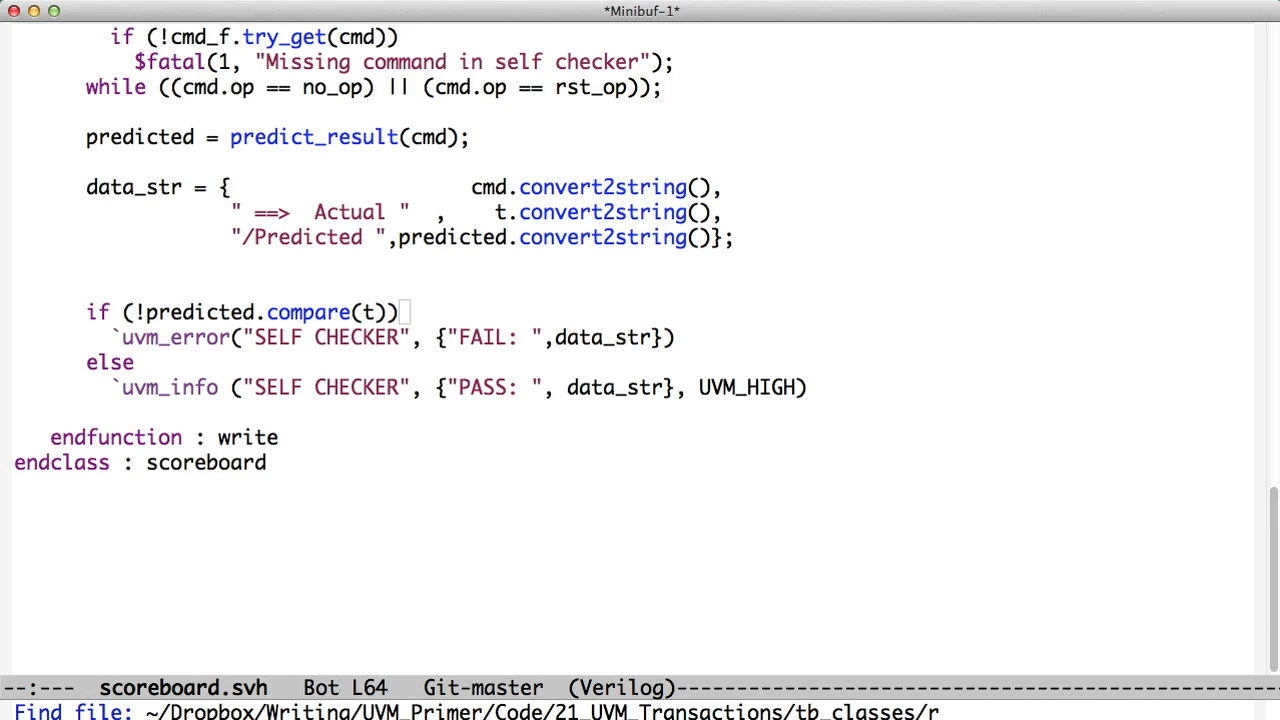 *Minibuf-1*
if (!cmd_f.try_get(cmd))
$fatal(1, "Missing command in self checker");
while ((cmd.op == no_op) || (cmd.op == rst_op));
predicted = predict_result(cmd);
data_str = { cmd.convert2string(),
" ==> Actual " , t.convert2string(),
"/Predicted ",predicted.convert2string()};
if (!predicted.compare(t))
`uvm_error("SELF CHECKER", {"FAIL: ",data_str})
else
`uvm_info ("SELF CHECKER", {"PASS: ", data_str}, UVM_HIGH)
endfunction : write
endclass : scoreboard
--:--- scoreboard.svh Bot L64 Git-master (Verilog)------------------------------------------------
Find file: ~/Dropbox/Writing/UVM_Primer/Code/21_UVM_Transactions/tb_classes/r